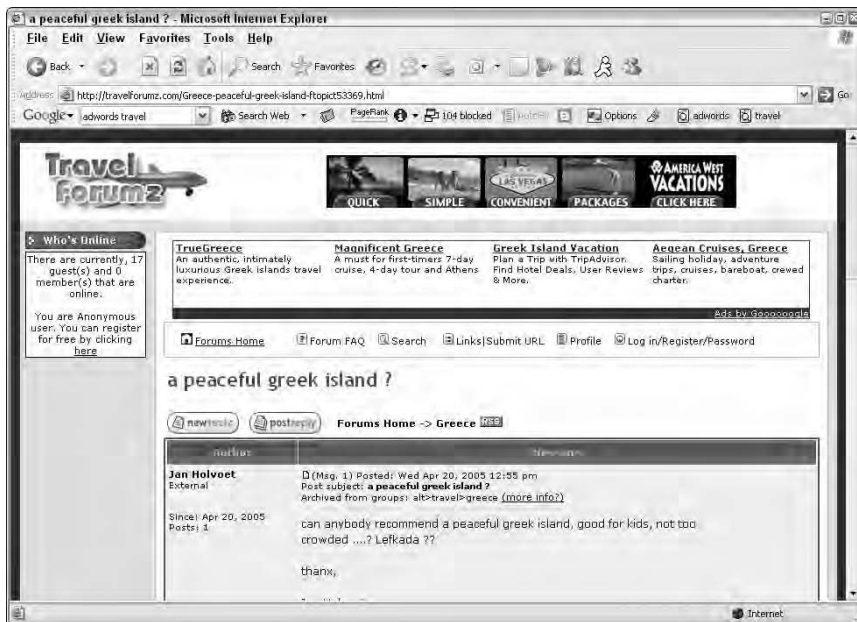 a peaceful greek island ? - Microsoft Internet Explorer
File Edit View Favorites Tools Help
Back Search Favorites
Address http://travelforumz.com/Greece-peaceful-greek-island-ftopic53369.html Go
Google adwords travel Search Web PageRank 104 blocked Options adwords travel
Travel
Forumz
QUICK SIMPLE CONVENIENT PACKAGES
LAS VEGAS
AMERICA WEST
VACATIONS
CLICK HERE
Who's Online
There are currently, 17
guest(s) and 0
member(s) that are
online.
You are Anonymous
user. You can register
for free by clicking
here
TrueGreece
An authentic, intimately
luxurious Greek islands travel
experience.
Magnificent Greece
A must for first-timers 7-day
cruise, 4-day tour and Athens
Greek Island Vacation
Plan a Trip with TripAdvisor.
Find Hotel Deals, User Reviews
& More.
Aegean Cruises, Greece
Sailing holiday, adventure
trips, cruises, bareboat, crewed
charter.
Ads by Goooooogle
Forums Home Forum FAQ Search Links|Submit URL Profile Log in/Register/Password
a peaceful greek island ?
newtopic postreply Forums Home -> Greece RSS
Author Message
Jan Holvoet
External
Since: Apr 20, 2005
Posts: 1
(Msg. 1) Posted: Wed Apr 20, 2005 12:55 pm
Post subject: a peaceful greek island ?
Archived from groups: alt>travel>greece (more info?)
can anybody recommend a peaceful greek island, good for kids, not too
crowded ....? Lefkada ??
thanx,
Internet